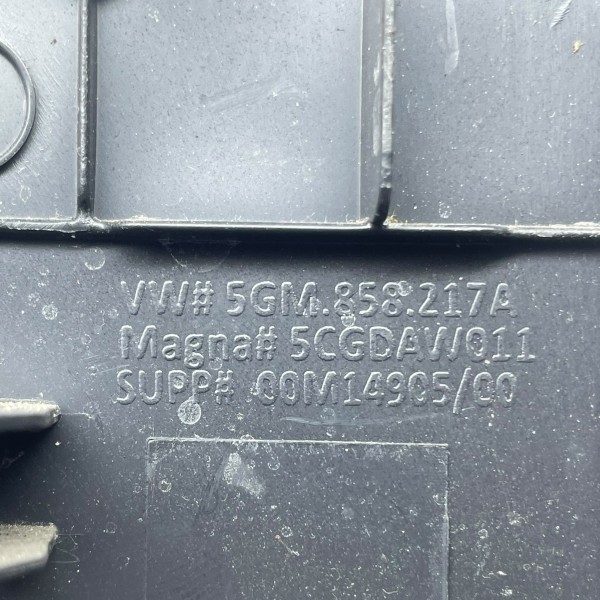 VW# 5GM.858.217A
Magna# 5CGDAW011
SUPP# 00M14905/00